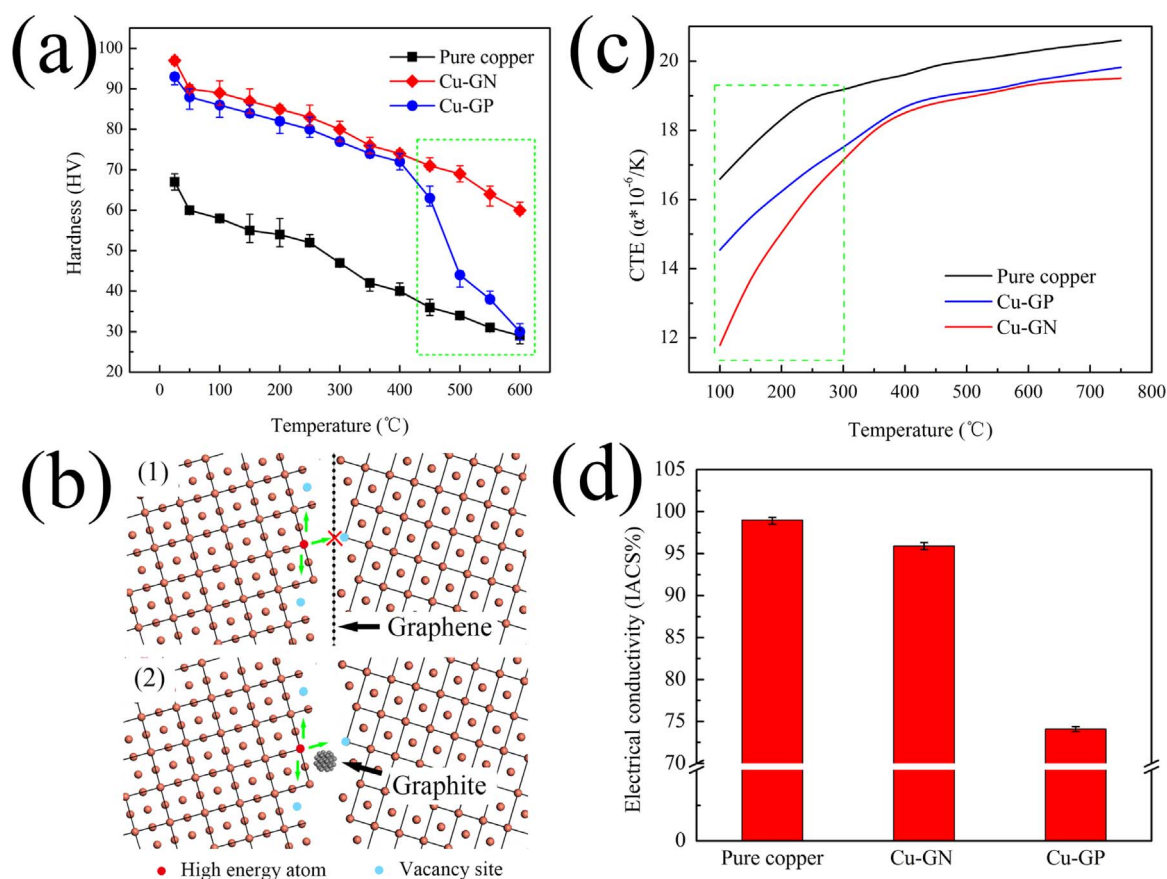 (a)
100
90
80
70
60
50
40
30
20
Hardness (HV)
Pure copper
Cu-GN
Cu-GP
0 100 200 300 400 500 600
Temperature (℃)
(c)
20
18
16
14
12
CTE (α*10⁻⁶/K)
Pure copper
Cu-GP
Cu-GN
100 200 300 400 500 600 700 800
Temperature (℃)
(b)
(1)
Graphene
(2)
Graphite
High energy atom
Vacancy site
(d)
105
100
95
90
85
80
75
70
0
Electrical conductivity (IACS%)
Pure copper Cu-GN Cu-GP